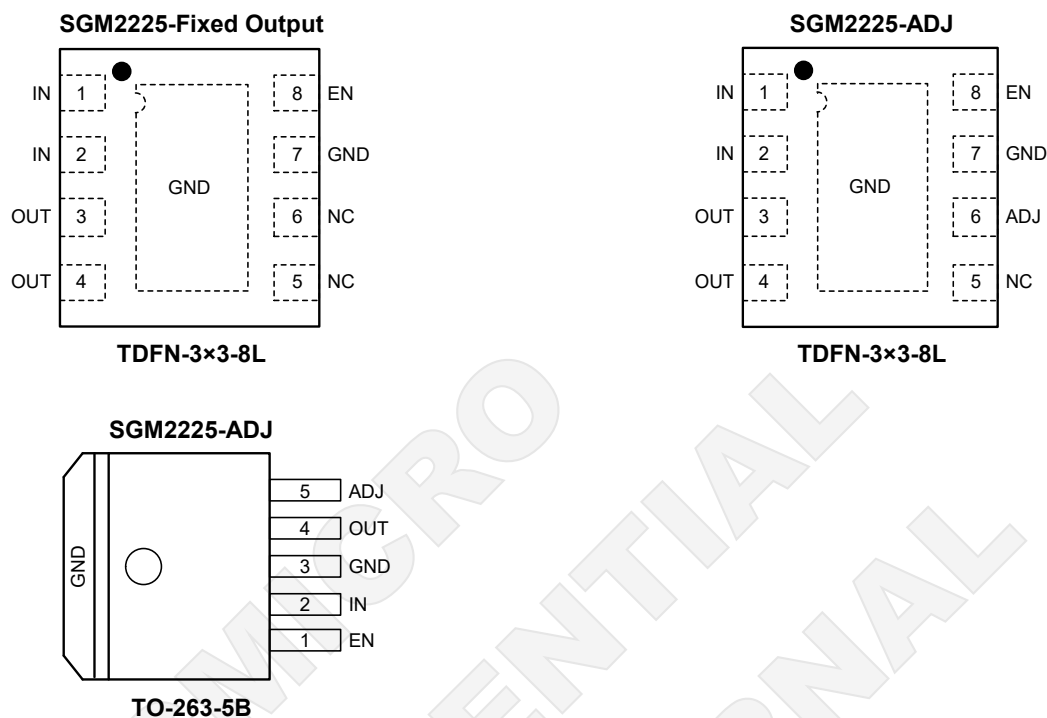 SGM2225-Fixed Output
IN 1 8 EN
IN 2 7 GND
GND
OUT 3 6 NC
OUT 4 5 NC
TDFN-3×3-8L
SGM2225-ADJ
IN 1 8 EN
IN 2 7 GND
GND
OUT 3 6 ADJ
OUT 4 5 NC
TDFN-3×3-8L
SGM2225-ADJ
5 ADJ
4 OUT
GND
3 GND
2 IN
1 EN
TO-263-5B